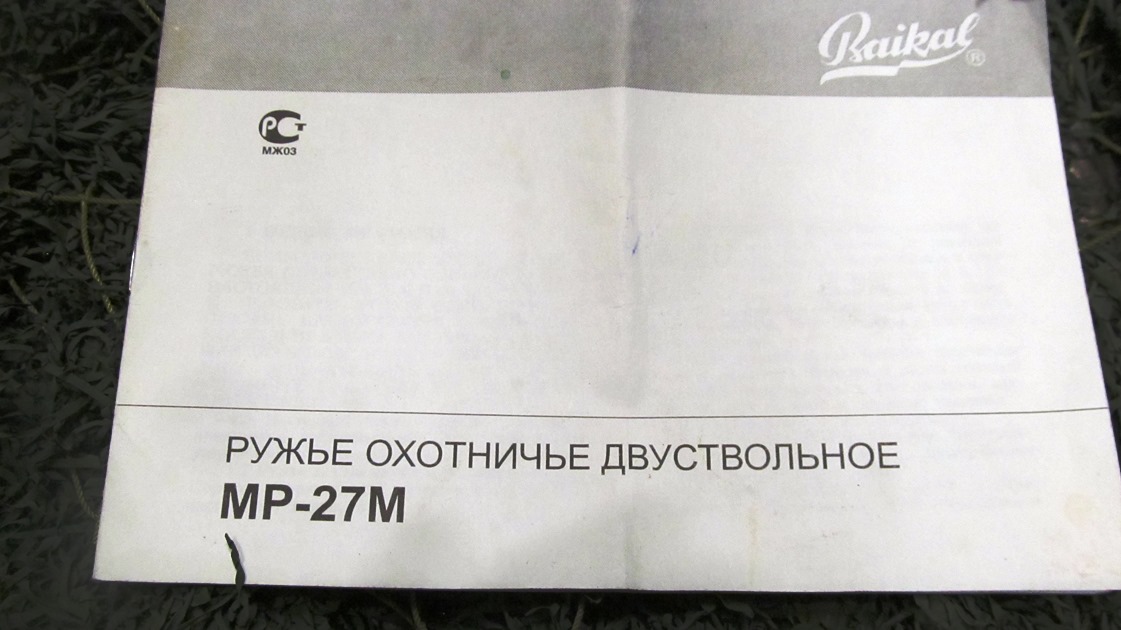 Baikal ®
РСТ
МЖ03
РУЖЬЕ ОХОТНИЧЬЕ ДВУСТВОЛЬНОЕ
МР-27М